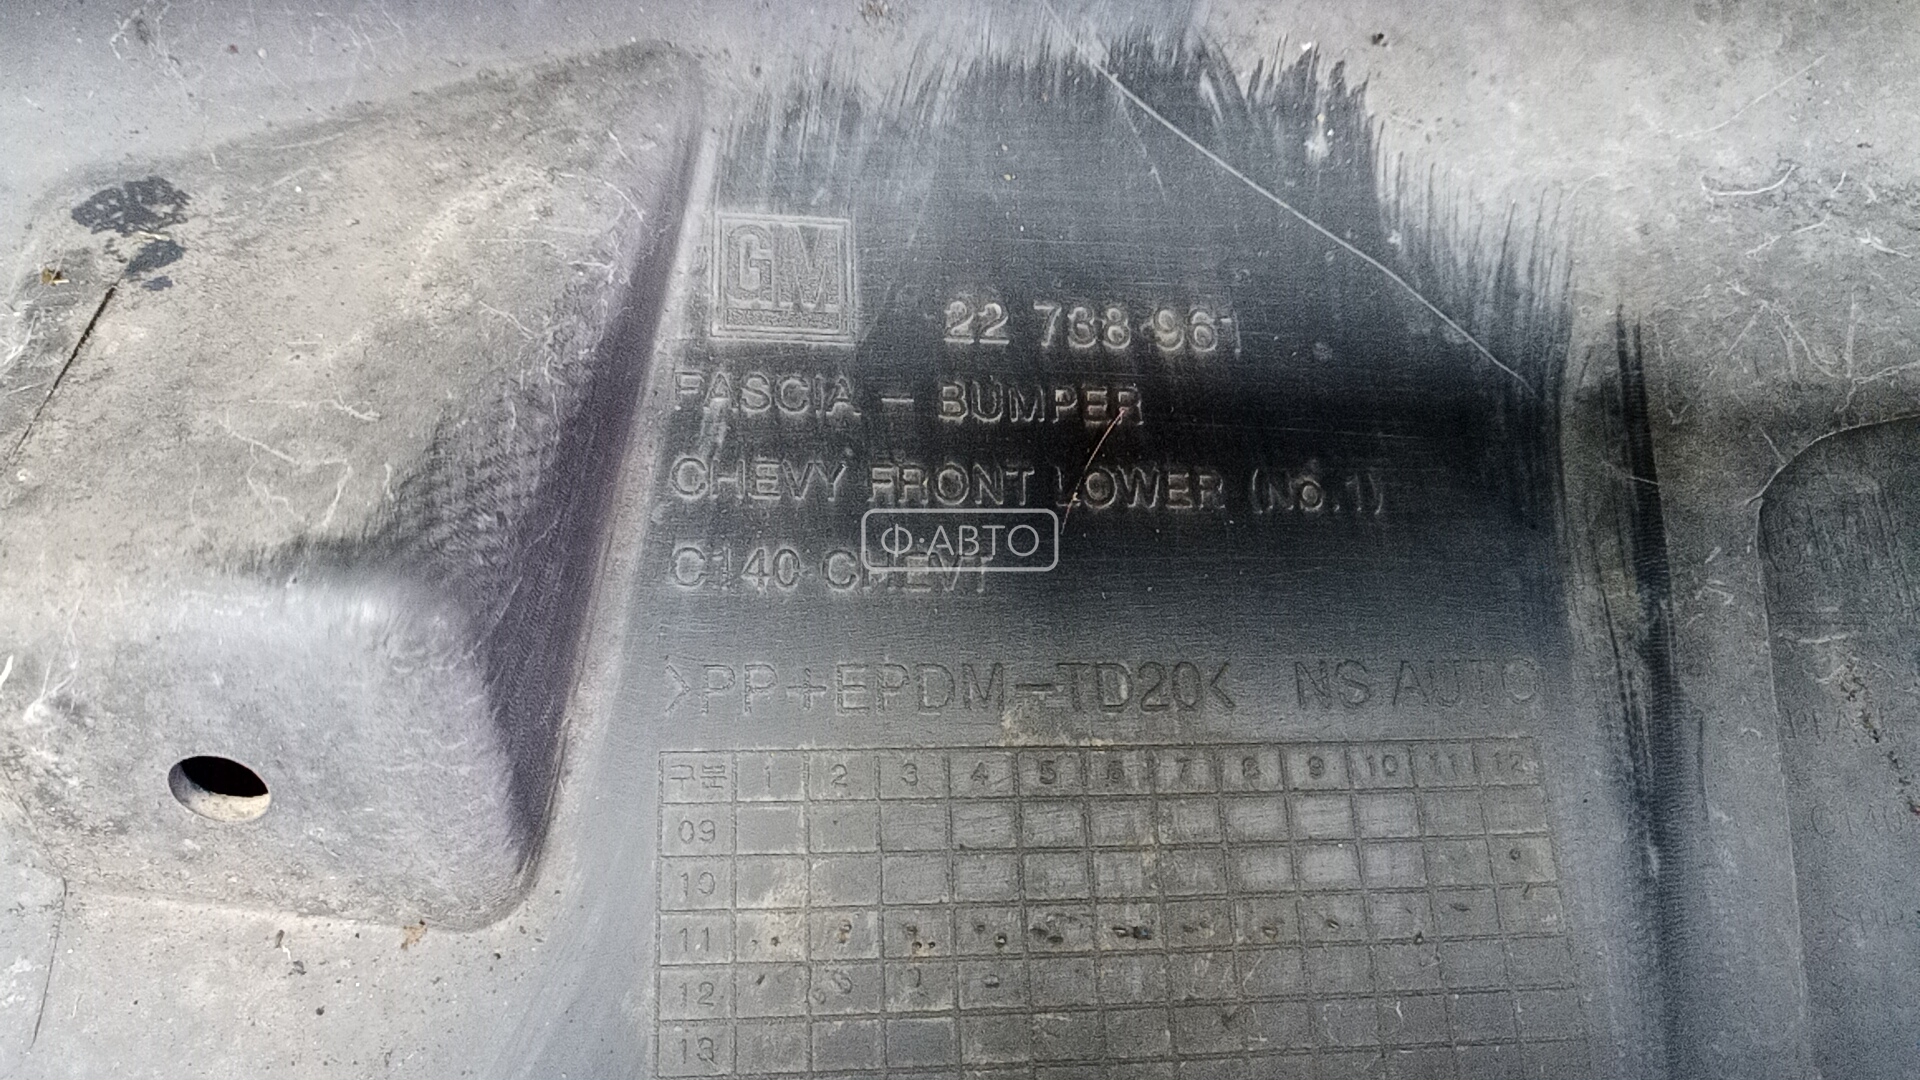 GM
22 738 961
FASCIA - BUMPER
CHEVY FRONT LOWER (No.1)
Ф·АВТО
C140 CHEVY
>PP+EPDM-TD20< NS AUTO
구분 1 2 3 4 5 6 7 8 9 10 11 12
09
10
11
12
13
C140